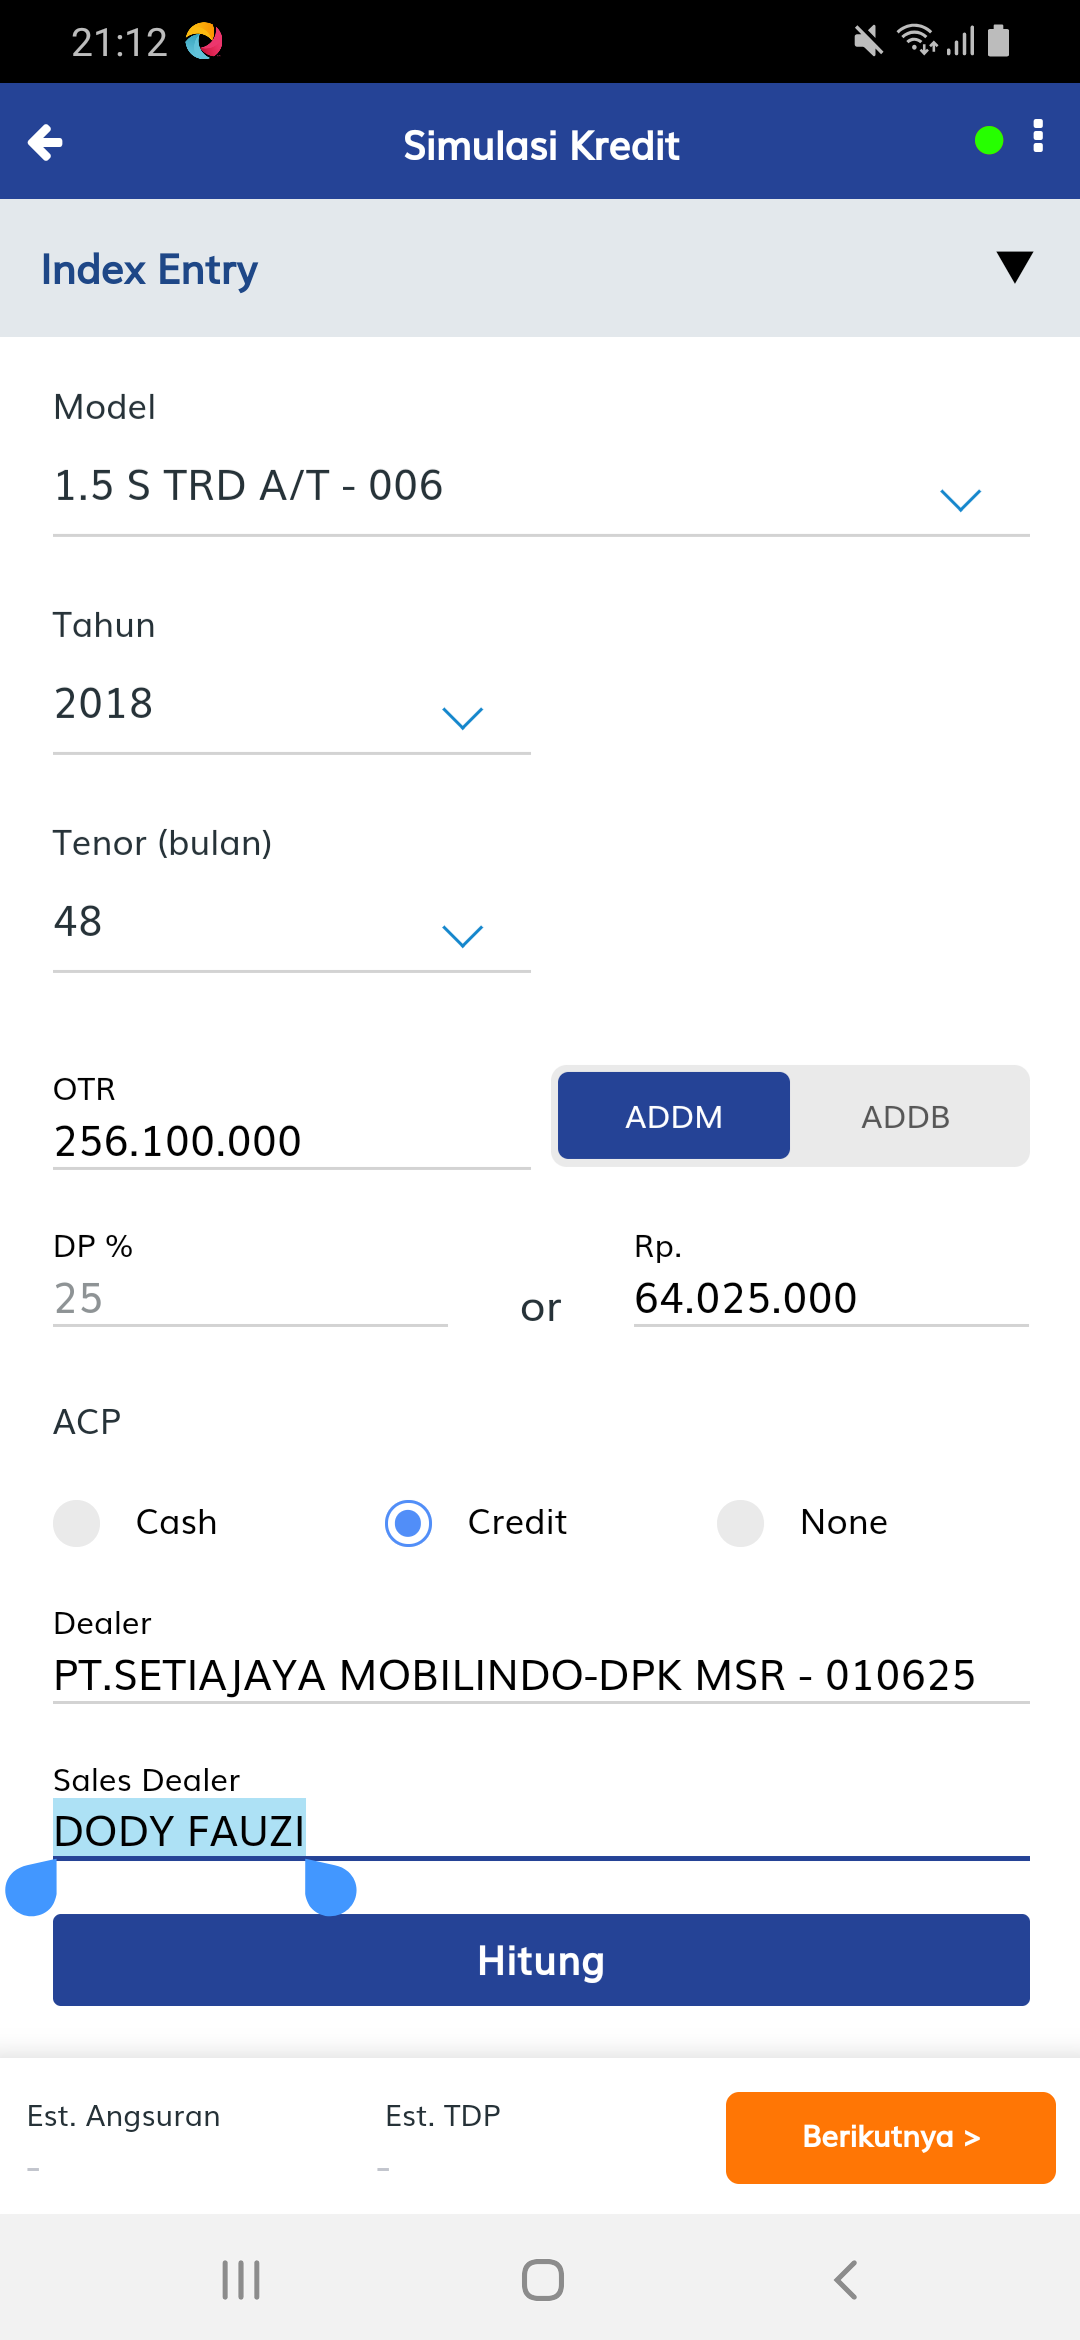 21:12
Simulasi Kredit
Index Entry
Model
1.5 S TRD A/T - 006
Tahun
2018
Tenor (bulan)
48
OTR
256.100.000
ADDM
ADDB
DP %
25
or
Rp.
64.025.000
ACP
Cash
Credit
None
Dealer
PT.SETIAJAYA MOBILINDO-DPK MSR - 010625
Sales Dealer
DODY FAUZI
Hitung
Est. Angsuran
-
Est. TDP
-
Berikutnya >